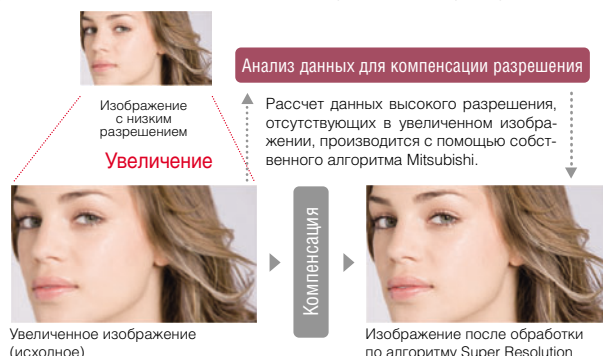 Анализ данных для компенсации разрешения
Изображение
с низким
разрешением
Увеличение
Рассчет данных высокого разрешения,
отсутствующих в увеличенном изобра-
жении, производится с помощью собст-
венного алгоритма Mitsubishi.
Компенсация
Увеличенное изображение
(исходное)
Изображение после обработки
по алгоритму Super Resolution